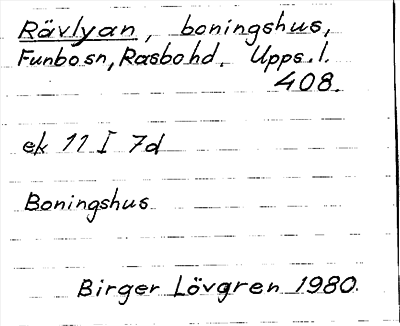 Rävlyan, boningshus,
Funbosn, Rasbohd. Upps.l.
408.
ek 11 I 7d
Boningshus
Birger Lövgren 1980.